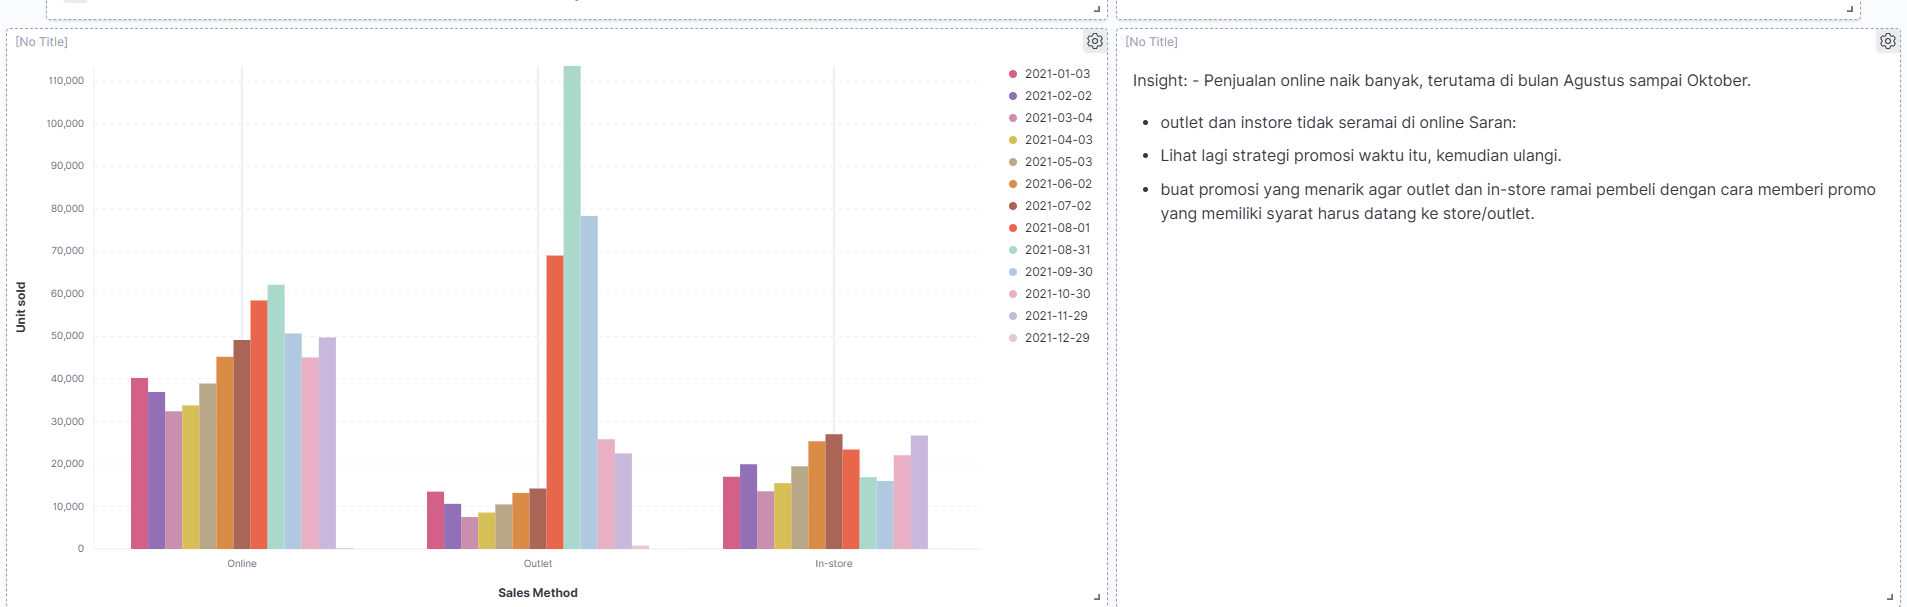 [No Title]
110,000
100,000
90,000
80,000
70,000
60,000
50,000
40,000
30,000
20,000
10,000
0
Unit sold
Online
Outlet
In-store
Sales Method
2021-01-03
2021-02-02
2021-03-04
2021-04-03
2021-05-03
2021-06-02
2021-07-02
2021-08-01
2021-08-31
2021-09-30
2021-10-30
2021-11-29
2021-12-29
[No Title]
Insight: - Penjualan online naik banyak, terutama di bulan Agustus sampai Oktober.
• outlet dan instore tidak seramai di online Saran:
• Lihat lagi strategi promosi waktu itu, kemudian ulangi.
• buat promosi yang menarik agar outlet dan in-store ramai pembeli dengan cara memberi promo
yang memiliki syarat harus datang ke store/outlet.